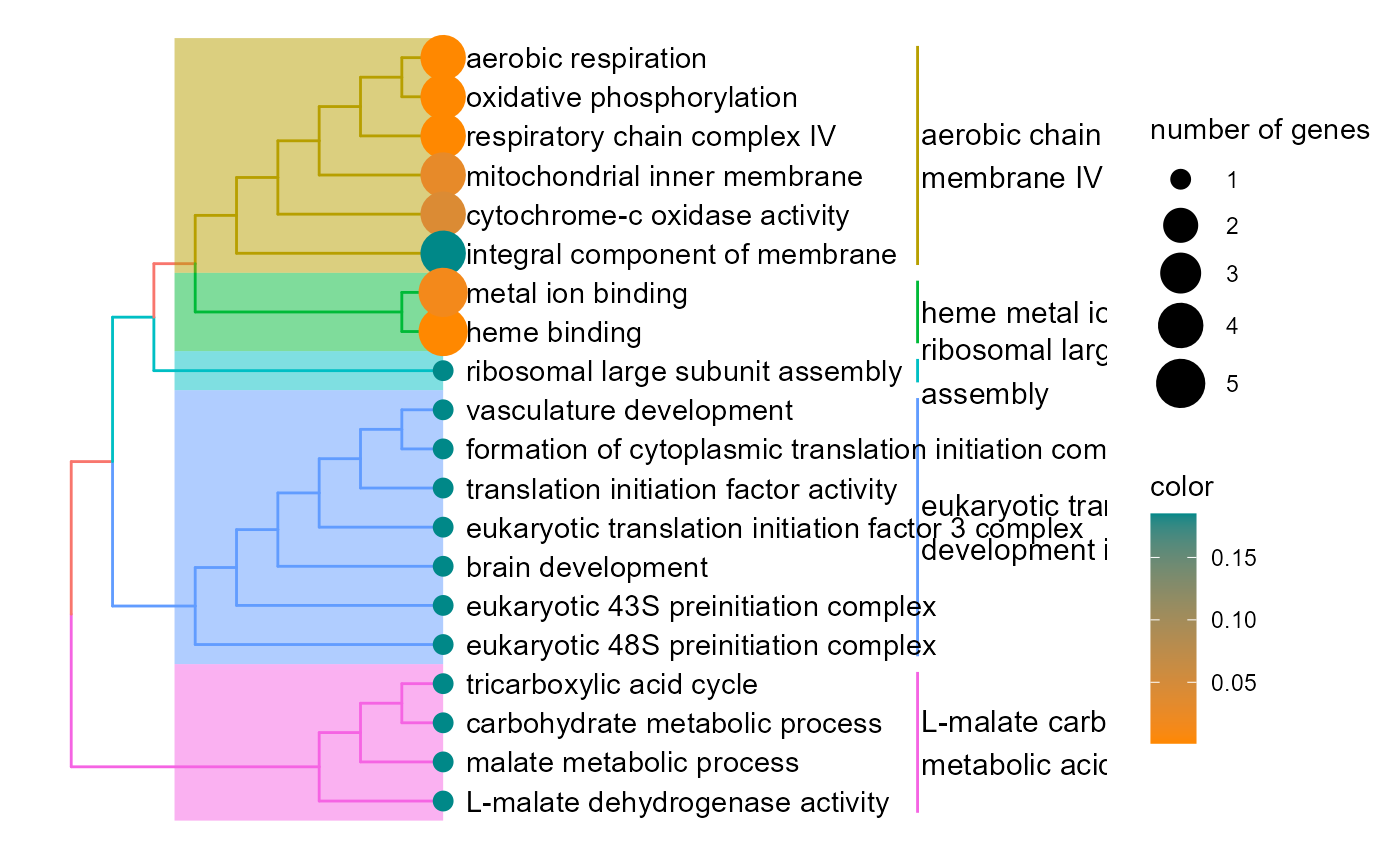 aerobic respiration
oxidative phosphorylation
respiratory chain complex IV
mitochondrial inner membrane
cytochrome-c oxidase activity
integral component of membrane
metal ion binding
heme binding
ribosomal large subunit assembly
vasculature development
formation of cytoplasmic translation initiation com
translation initiation factor activity
eukaryotic translation initiation factor 3 complex
brain development
eukaryotic 43S preinitiation complex
eukaryotic 48S preinitiation complex
tricarboxylic acid cycle
carbohydrate metabolic process
malate metabolic process
L-malate dehydrogenase activity
aerobic chain
membrane IV
heme metal
ribosomal larg
assembly
eukaryotic
development i
L-malate carb
metabolic
number of genes
1
2
3
4
5
color
0.15
0.10
0.05